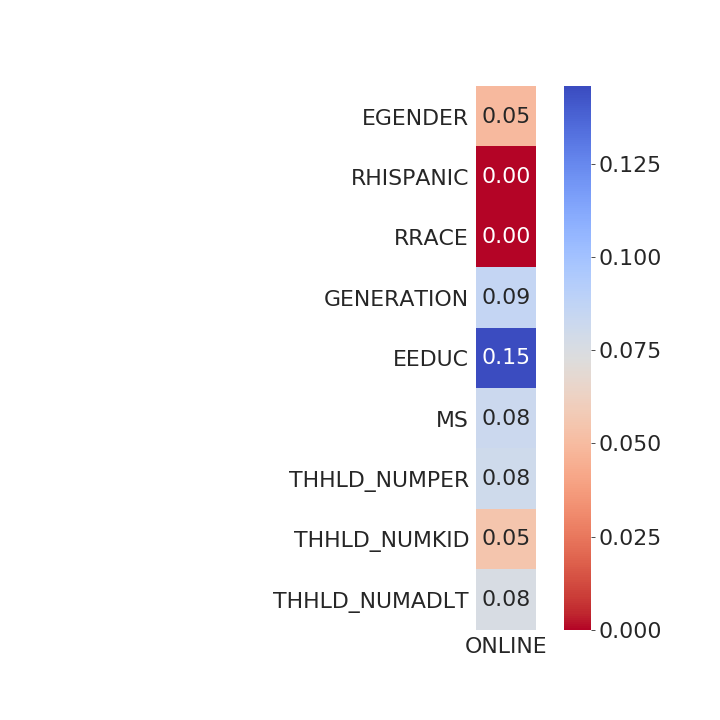 EGENDER 0.05
RHISPANIC 0.00
RRACE 0.00
GENERATION 0.09
EEDUC 0.15
MS 0.08
THHLD_NUMPER 0.08
THHLD_NUMKID 0.05
THHLD_NUMADLT 0.08
ONLINE
0.125
0.100
0.075
0.050
0.025
0.000